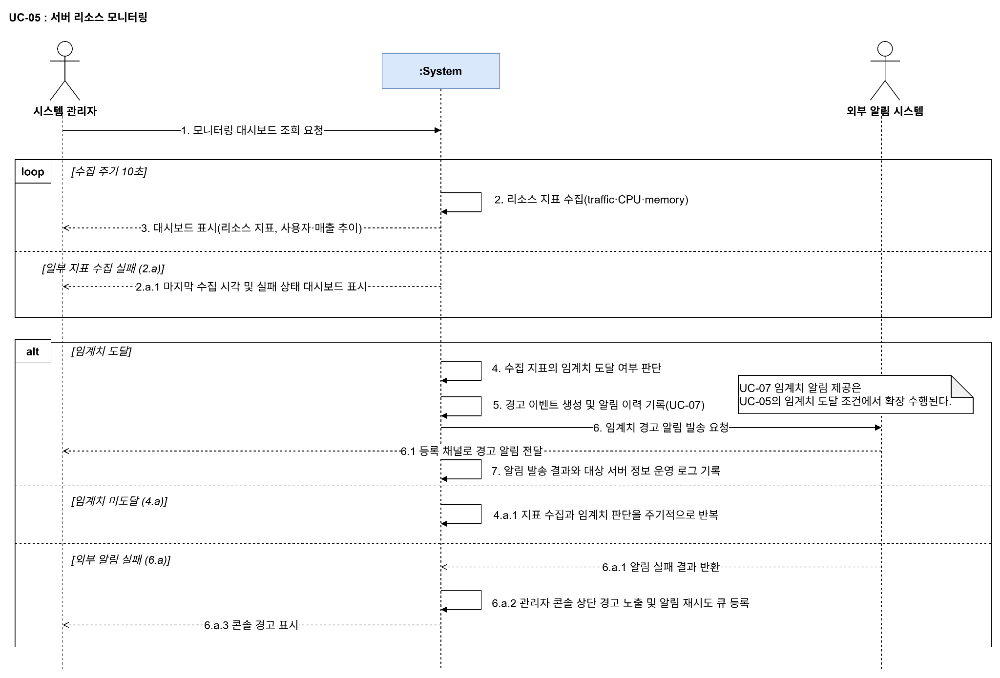 UC-05 : 서버 리소스 모니터링
:System
시스템 관리자
외부 알림 시스템
1. 모니터링 대시보드 조회 요청
loop
[수집 주기 10초]
2. 리소스 지표 수집(traffic·CPU·memory)
3. 대시보드 표시(리소스 지표, 사용자·매출 추이)
[일부 지표 수집 실패 (2.a)]
2.a.1 마지막 수집 시각 및 실패 상태 대시보드 표시
alt
[임계치 도달]
4. 수집 지표의 임계치 도달 여부 판단
UC-07 임계치 알림 제공은
UC-05의 임계치 도달 조건에서 확장 수행된다.
5. 경고 이벤트 생성 및 알림 이력 기록(UC-07)
6. 임계치 경고 알림 발송 요청
6.1 등록 채널로 경고 알림 전달
7. 알림 발송 결과와 대상 서버 정보 운영 로그 기록
[임계치 미도달 (4.a)]
4.a.1 지표 수집과 임계치 판단을 주기적으로 반복
[외부 알림 실패 (6.a)]
6.a.1 알림 실패 결과 반환
6.a.2 관리자 콘솔 상단 경고 노출 및 알림 재시도 큐 등록
6.a.3 콘솔 경고 표시